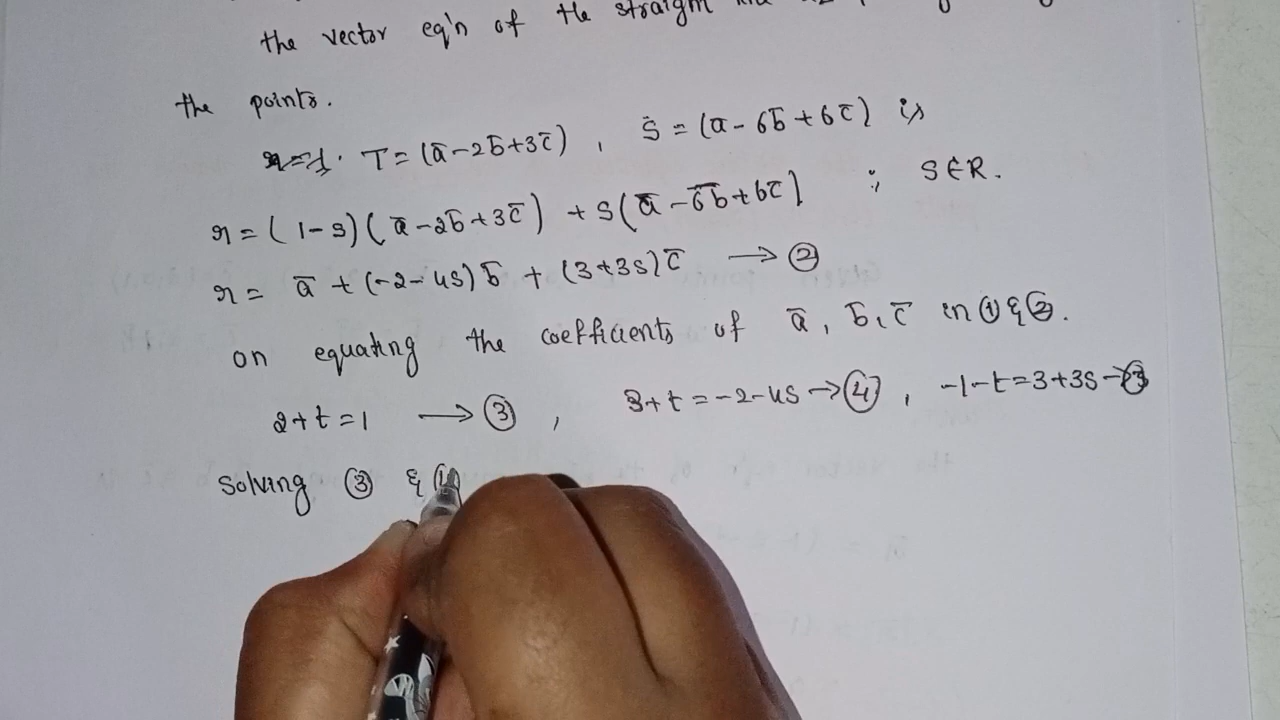 the vector eq'n of the straight
the points.
T = (a̅ - 2b̅ + 3c̅) , S = (a̅ - 6b̅ + 6c̅) is
r = (1-s)(a̅ - 2b̅ + 3c̅) + s(a̅ - 6b̅ + 6c̅) ; S∈R.
r = a̅ + (-2-4s)b̅ + (3+3s)c̅ → ②
on equating the coefficients of a̅, b̅, c̅ in ① & ②.
2+t=1 → ③ , 3+t = -2-4s → ④ , -1-t=3+3s →
Solving ③ &